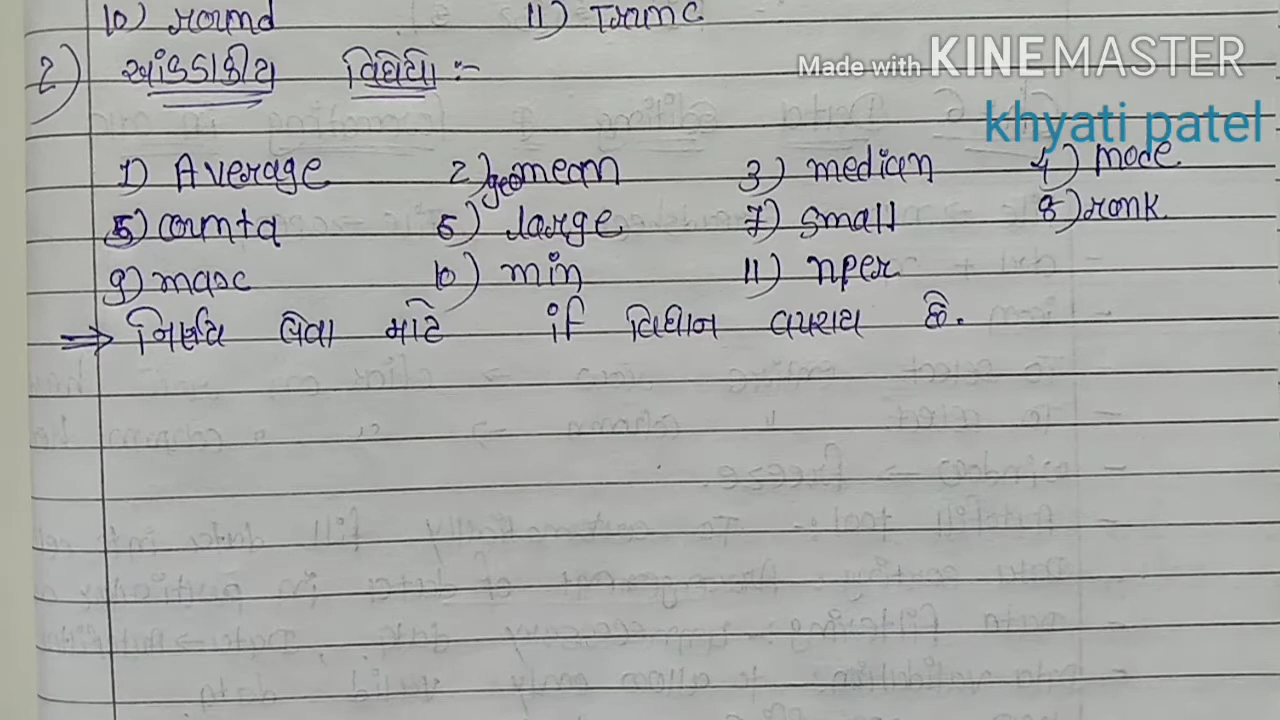 10) round 11) Trunc
Made with KINEMASTER
2) આંકડાકીય વિધેયો :-
khyati patel
1) Average 2) geomean 3) median 4) mode
5) counta 6) large 7) small 8) rank
9) max 10) min 11) nper
⇒ નિર્ણય લેવા માટે if વિધાન વપરાય છે.